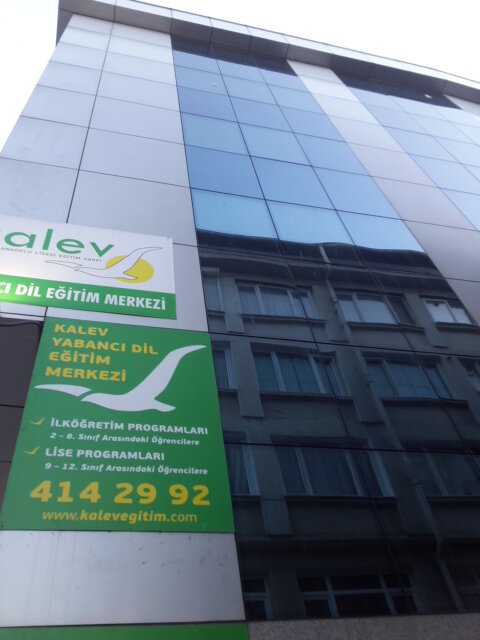 kalev
ANADOLU LİSESİ EĞİTİM VAKFI
CI DİL EĞİTİM MERKEZİ
KALEV
YABANCI DİL
EĞİTİM
MERKEZİ
İLKÖĞRETİM PROGRAMLARI
2 - 8. Sınıf Arasındaki Öğrencilere
LİSE PROGRAMLARI
9 - 12. Sınıf Arasındaki Öğrencilere
414 29 92
www.kalevegitim.com